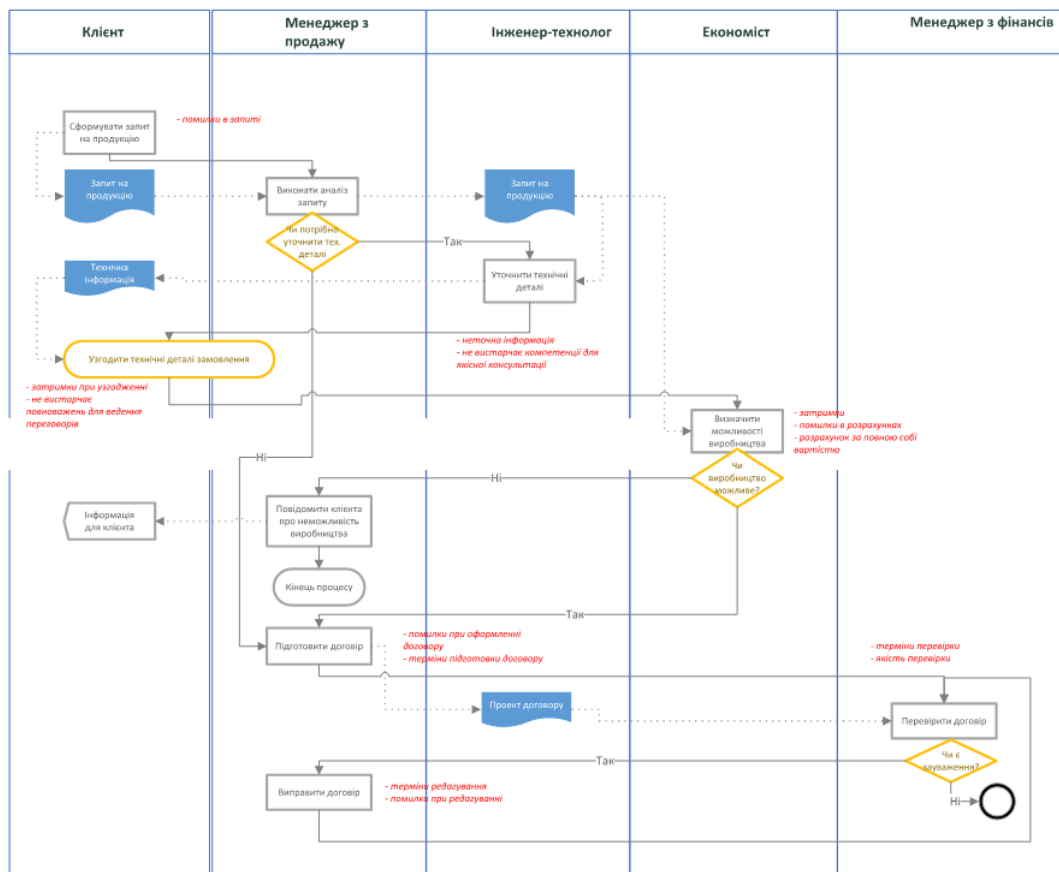 Клієнт
Менеджер з
продажу
Інженер-технолог
Економіст
Менеджер з фінансів
Сформувати запит
на продукцію
- помилки в запиті
Запит на
продукцію
Виконати аналіз
запиту
Запит на
продукцію
Чи потрібно
уточнити тех.
деталі
Так
Технічна
інформація
Уточнити технічні
деталі
Узгодити технічні деталі замовлення
- неточна інформація
- не вистарчає компетенції для
якісної консультації
- затримки при узгодженні
- не вистарчає
повноважень для ведення
переговорів
Визначити
можливості
виробництва
- затримки
- помилки в розрахунках
- розрахунок за повною собі
вартістю
Ні
Чи
виробництво
можливе?
Ні
Інформація
для клієнта
Повідомити клієнта
про неможливість
виробництва
Кінець процесу
Так
Підготовити договір
- помилки при оформленні
договору
- терміни підготовки договору
- терміни перевірки
- якість перевірки
Проект договору
Перевірити договір
Так
Чи є
зауваження?
Виправити договір
- терміни редагування
- помилки при редагуванні
Ні